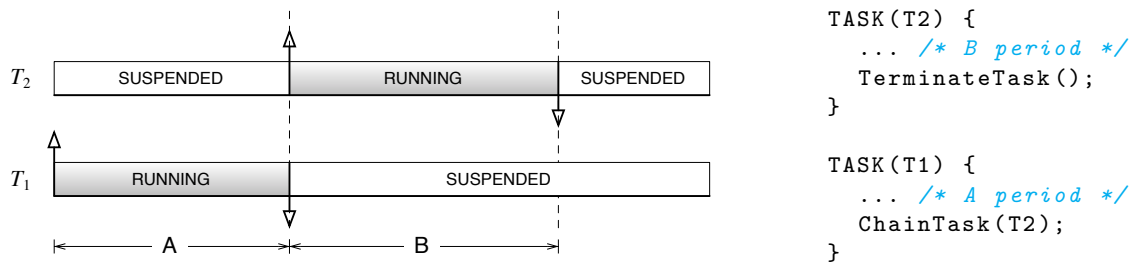 T2 SUSPENDED RUNNING SUSPENDED
T1 RUNNING SUSPENDED
A B
TASK(T2) {
... /* B period */
TerminateTask();
}
TASK(T1) {
... /* A period */
ChainTask(T2);
}